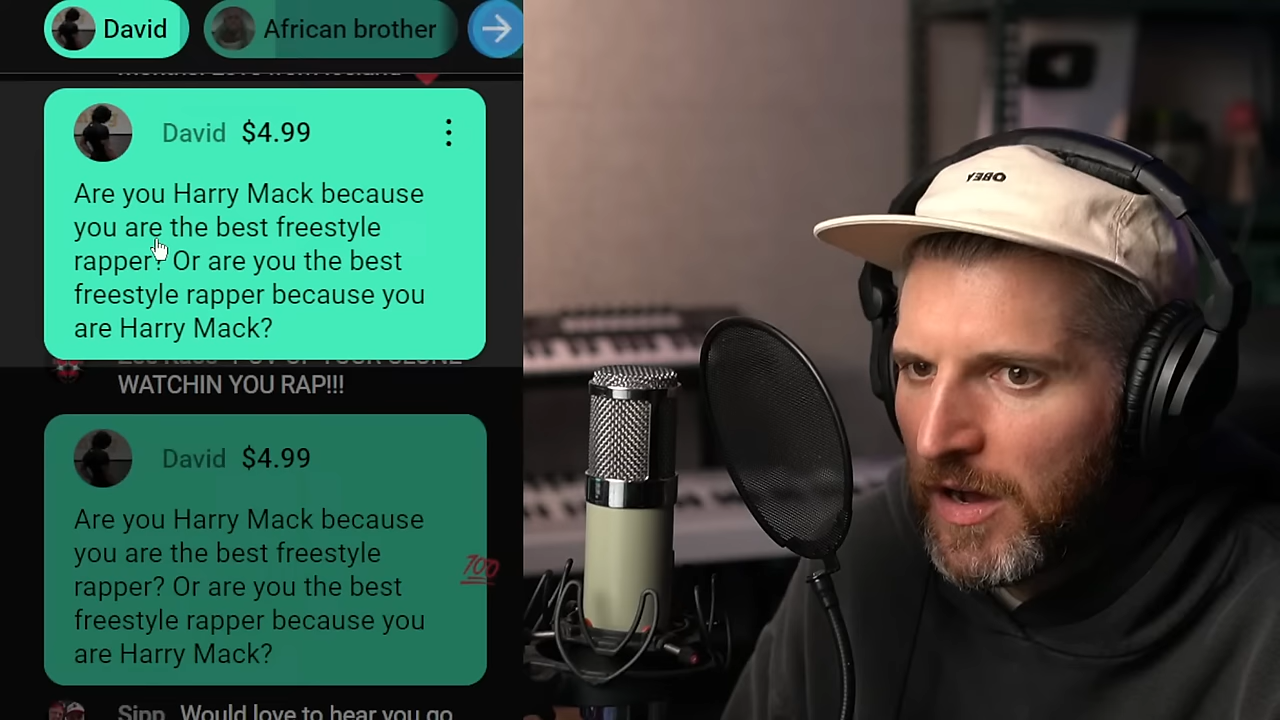 David
African brother
David $4.99
Are you Harry Mack because
you are the best freestyle
rapper? Or are you the best
freestyle rapper because you
are Harry Mack?
WATCHIN YOU RAP!!!
David $4.99
Are you Harry Mack because
you are the best freestyle
rapper? Or are you the best
freestyle rapper because you
are Harry Mack?
100
Sipp Would love to hear you go
OBEY